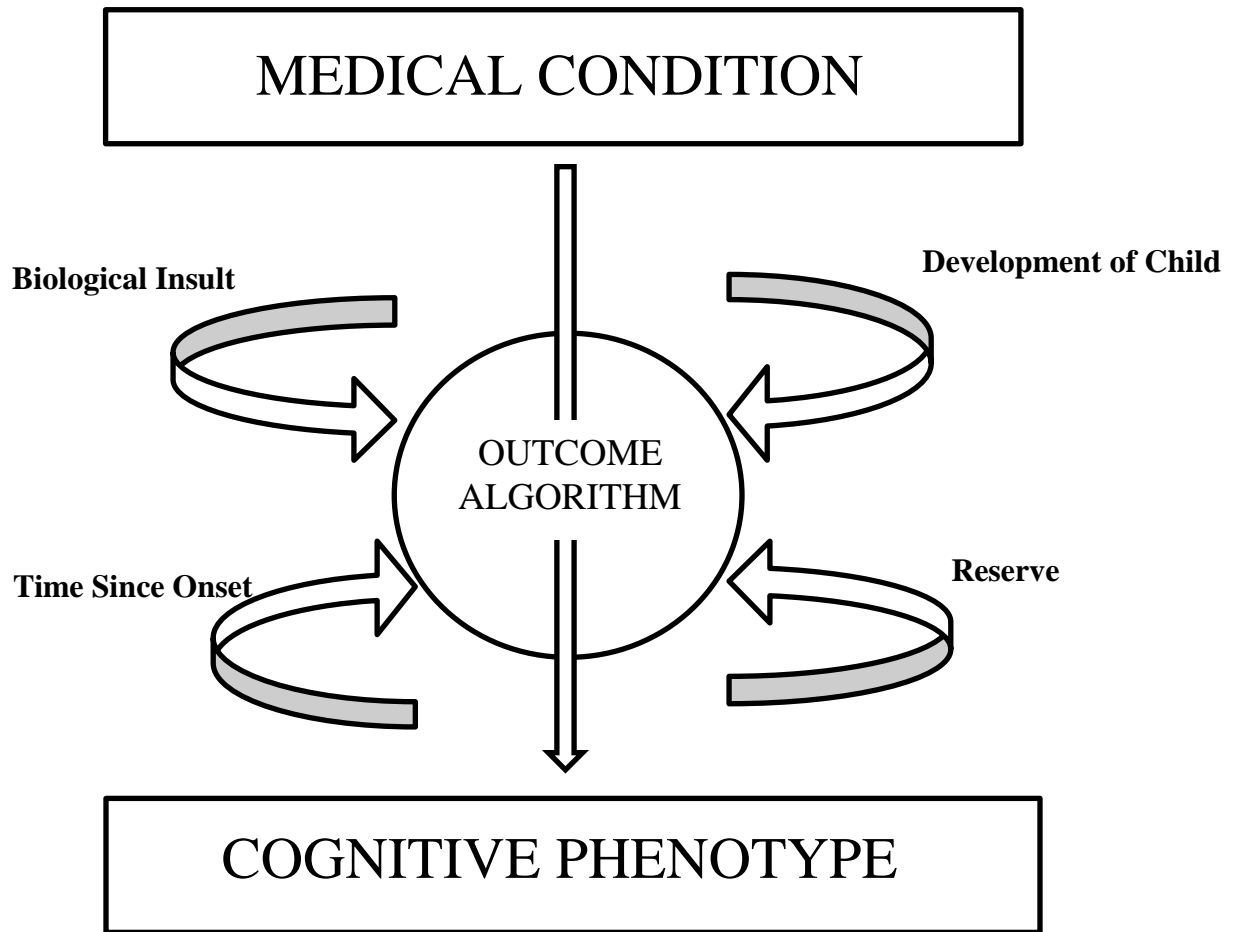 MEDICAL CONDITION
Biological Insult
Development of Child
OUTCOME
ALGORITHM
Time Since Onset
Reserve
COGNITIVE PHENOTYPE